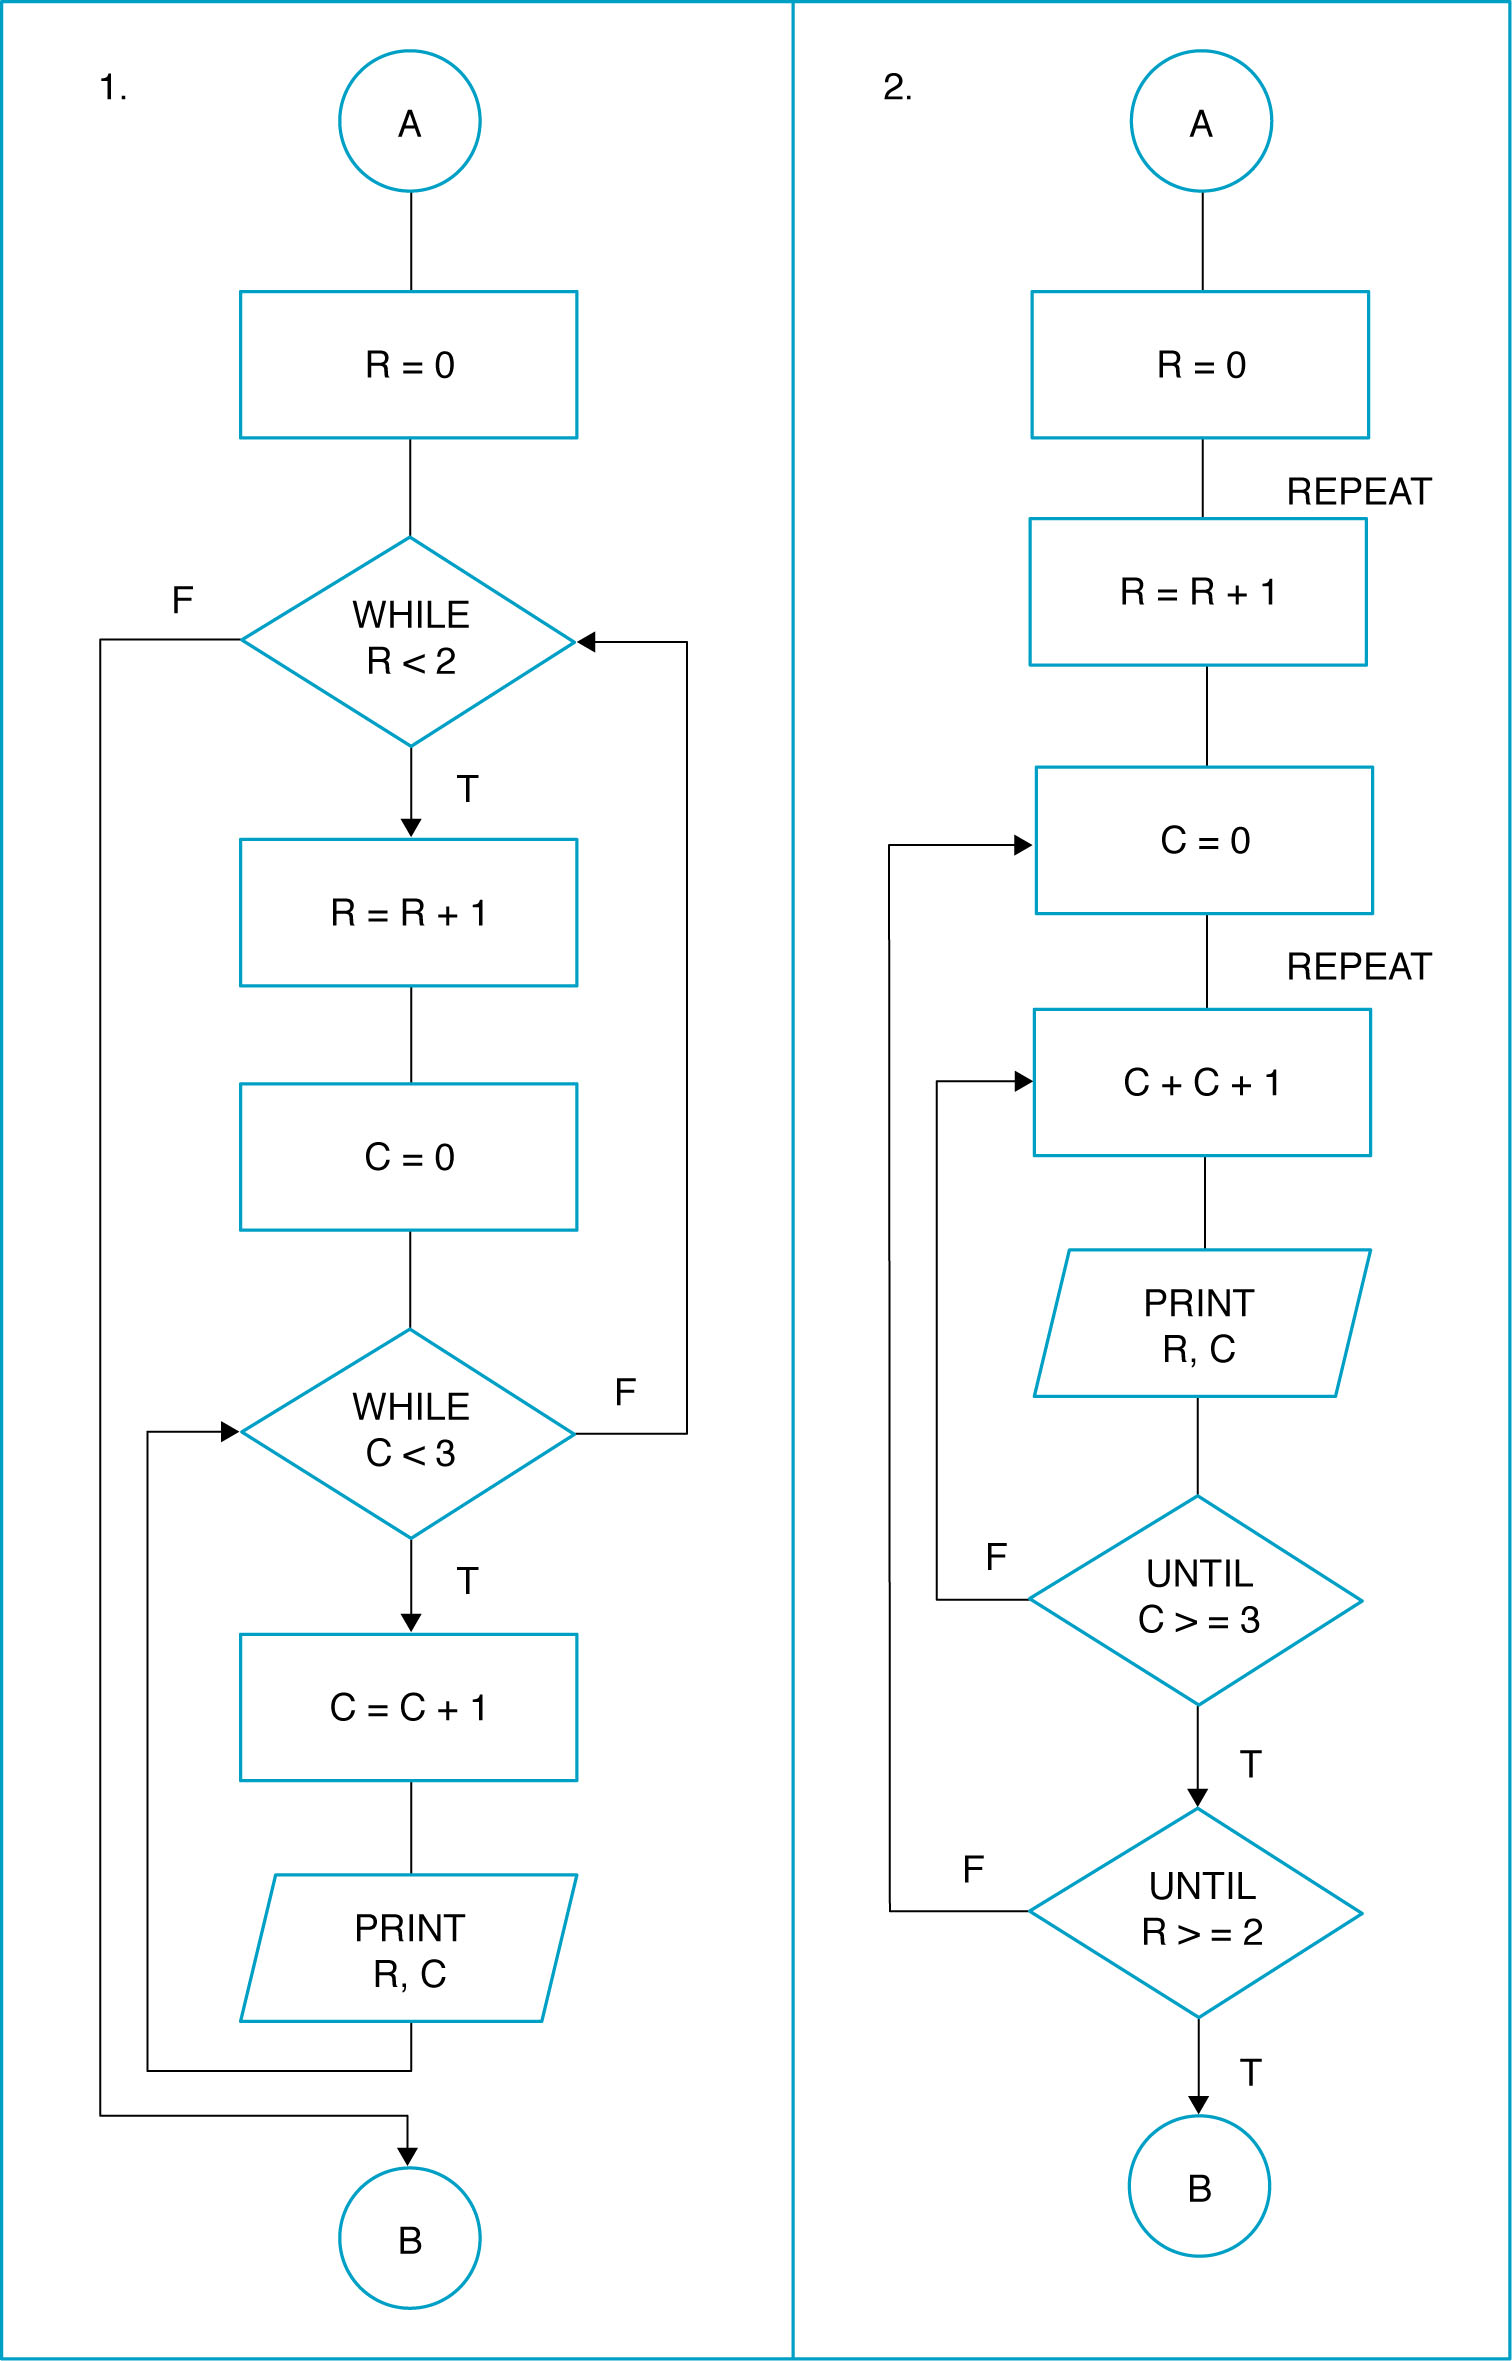 1.
A
R = 0
F
WHILE
R < 2
T
R = R + 1
C = 0
WHILE
C < 3
F
T
C = C + 1
PRINT
R, C
B
2.
A
R = 0
REPEAT
R = R + 1
C = 0
REPEAT
C + C + 1
PRINT
R, C
F
UNTIL
C > = 3
T
F
UNTIL
R > = 2
T
B